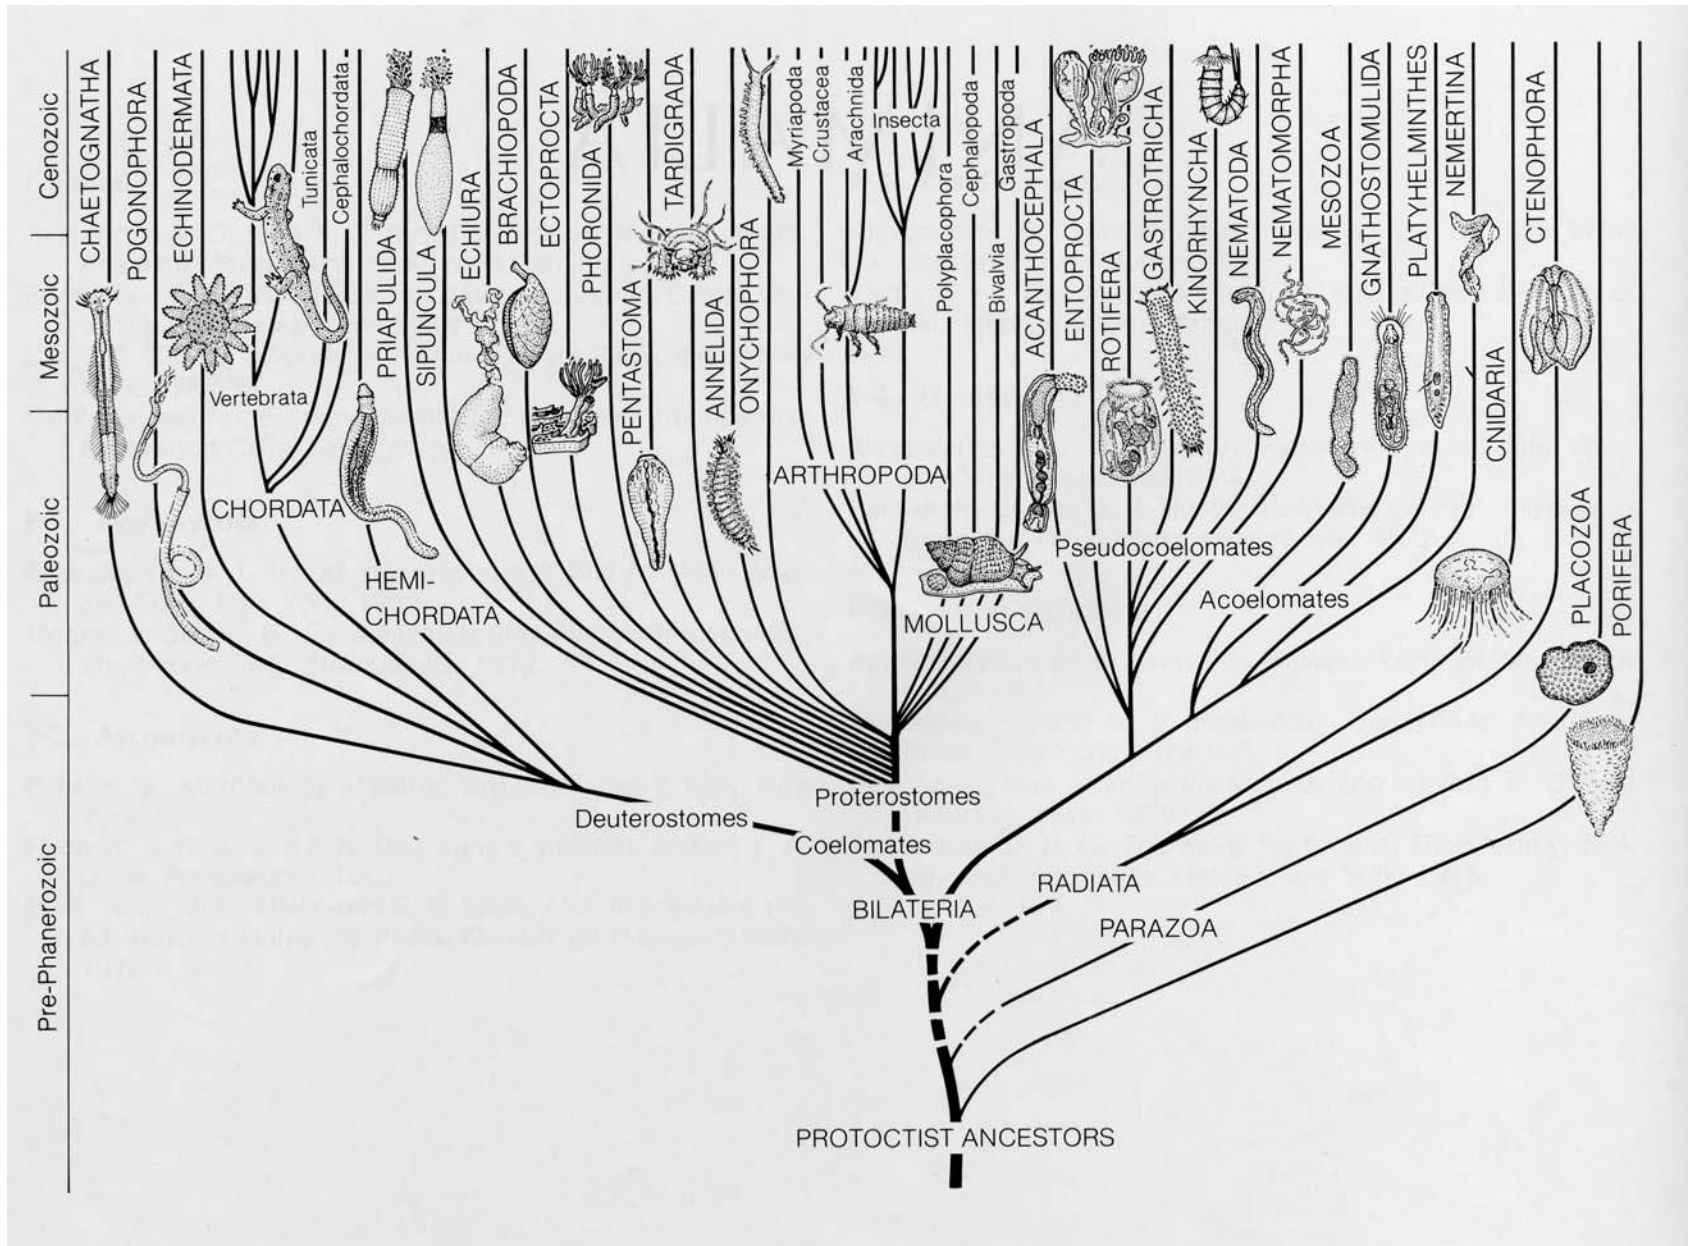 Cenozoic
Mesozoic
Paleozoic
Pre-Phanerozoic
CHAETOGNATHA
POGONOPHORA
ECHINODERMATA
Vertebrata
Tunicata
Cephalochordata
CHORDATA
HEMI-
CHORDATA
PRIAPULIDA
SIPUNCULA
ECHIURA
BRACHOPODA
ECTOPROCTA
PHORONIDA
PENTASTOMA
TARDIGRADA
ANNELIDA
ONYCHOPHORA
Myriapoda
Crustacea
Arachnida
Insecta
ARTHROPODA
Polyplacophora
Cephalopoda
Bivalvia
Gastropoda
MOLLUSCA
ACANTHOCEPHALA
ENTOPROCTA
ROTIFERA
GASTROTRICHA
KINORHYNCHA
NEMATODA
NEMATOMORPHA
Pseudocoelomates
MESOZOA
GNATHOSTOMULIDA
PLATYHELMINTHES
NEMERTINA
Acoelomates
CNIDARIA
CTENOPHORA
PLACOZOA
PORIFERA
Proterostomes
Deuterostomes
Coelomates
BILATERIA
RADIATA
PARAZOA
PROTOCTIST ANCESTORS